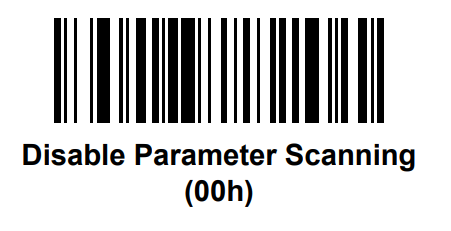 Disable Parameter Scanning
(00h)